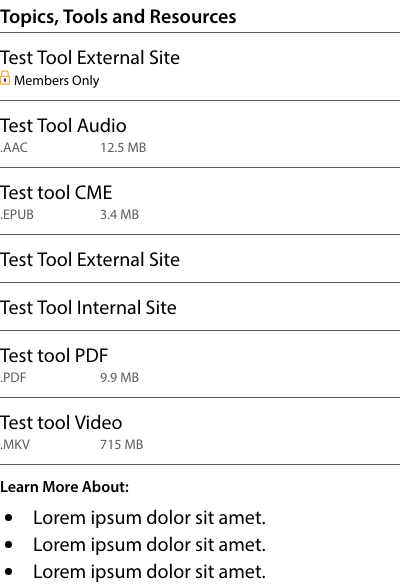 Topics, Tools and Resources
Test Tool External Site
Members Only
Test Tool Audio
.AAC 12.5 MB
Test tool CME
.EPUB 3.4 MB
Test Tool External Site
Test Tool Internal Site
Test tool PDF
.PDF 9.9 MB
Test tool Video
.MKV 715 MB
Learn More About:
• Lorem ipsum dolor sit amet.
• Lorem ipsum dolor sit amet.
• Lorem ipsum dolor sit amet.